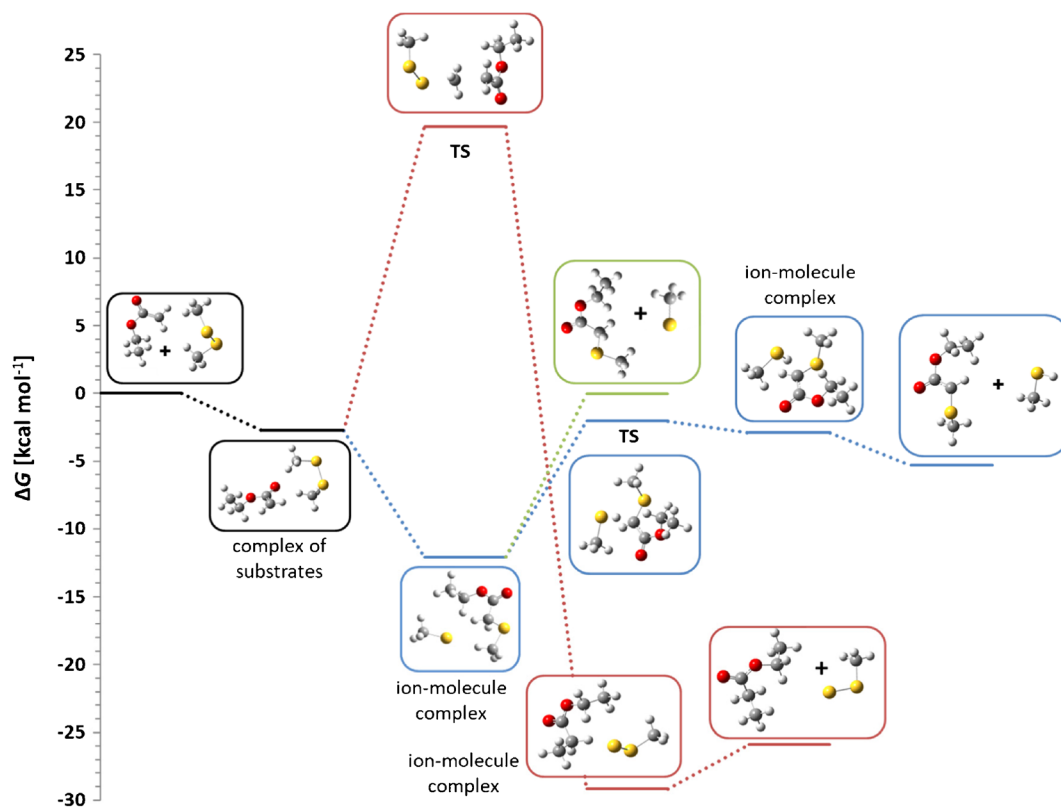 25
20
15
10
5
0
-5
-10
-15
-20
-25
-30
ΔG [kcal mol⁻¹]
TS
+
complex of
substrates
ion-molecule
complex
+
TS
ion-molecule
complex
+
ion-molecule
complex
+